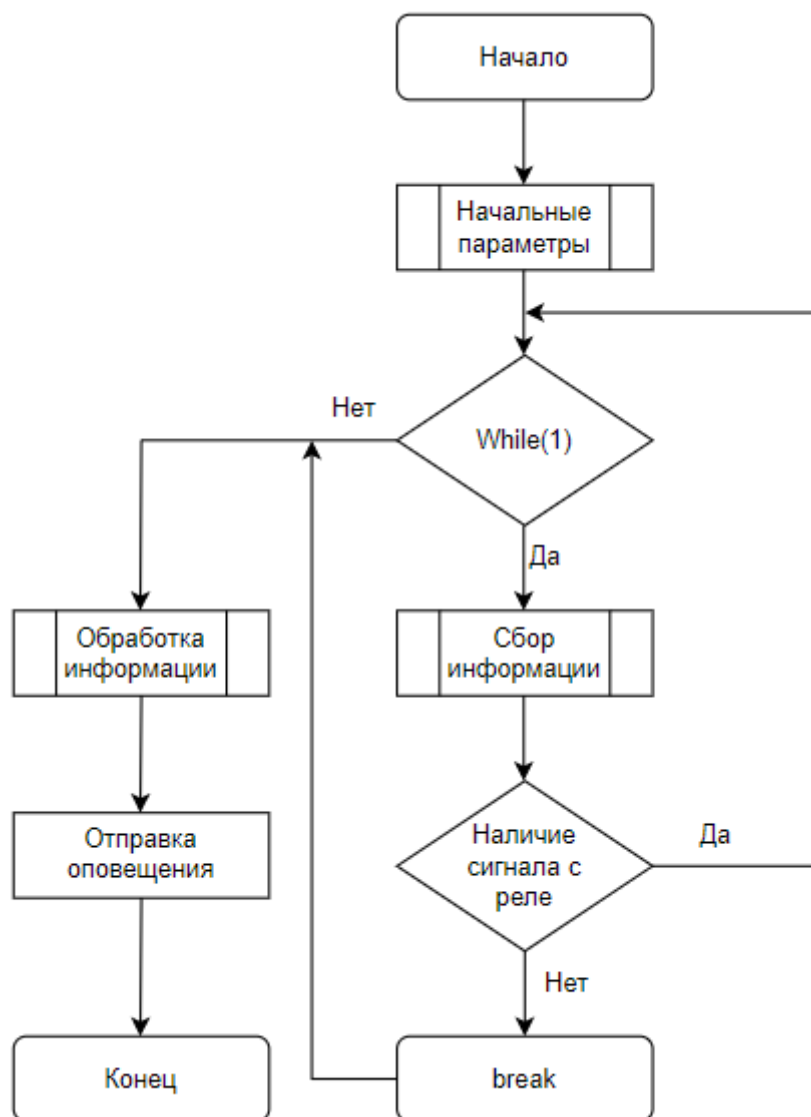 Начало
Начальные
параметры
While(1)
Нет
Да
Обработка
информации
Сбор
информации
Отправка
оповещения
Наличие
сигнала с
реле
Да
Нет
Конец
break